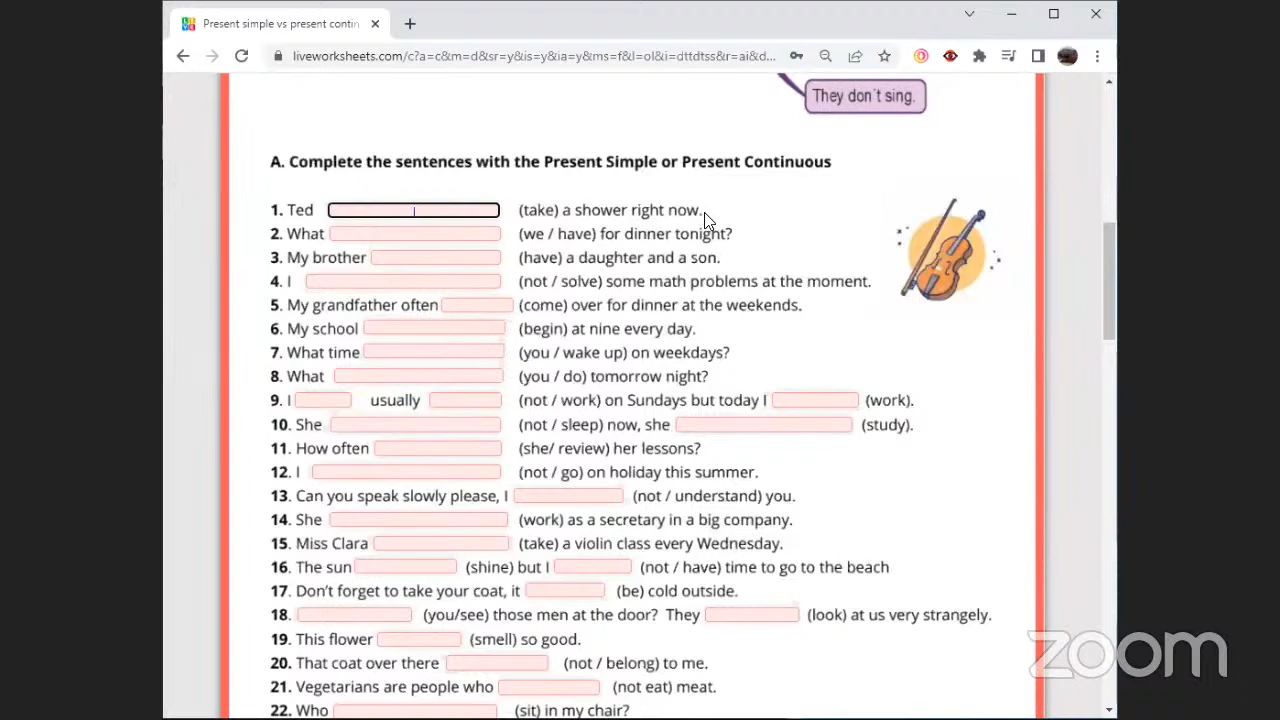 Present simple vs present contin
liveworksheets.com/c?a=c&m=d&sr=y&is=y&ia=y&ms=f&l=ol&i=dttdtss&r=ai&d...
They don´t sing.
A. Complete the sentences with the Present Simple or Present Continuous
1. Ted (take) a shower right now.
2. What (we / have) for dinner tonight?
3. My brother (have) a daughter and a son.
4. I (not / solve) some math problems at the moment.
5. My grandfather often (come) over for dinner at the weekends.
6. My school (begin) at nine every day.
7. What time (you / wake up) on weekdays?
8. What (you / do) tomorrow night?
9. I usually (not / work) on Sundays but today I (work).
10. She (not / sleep) now, she (study).
11. How often (she/ review) her lessons?
12. I (not / go) on holiday this summer.
13. Can you speak slowly please, I (not / understand) you.
14. She (work) as a secretary in a big company.
15. Miss Clara (take) a violin class every Wednesday.
16. The sun (shine) but I (not / have) time to go to the beach
17. Don’t forget to take your coat, it (be) cold outside.
18. (you/see) those men at the door? They (look) at us very strangely.
19. This flower (smell) so good.
20. That coat over there (not / belong) to me.
21. Vegetarians are people who (not eat) meat.
22. Who (sit) in my chair?
zoom